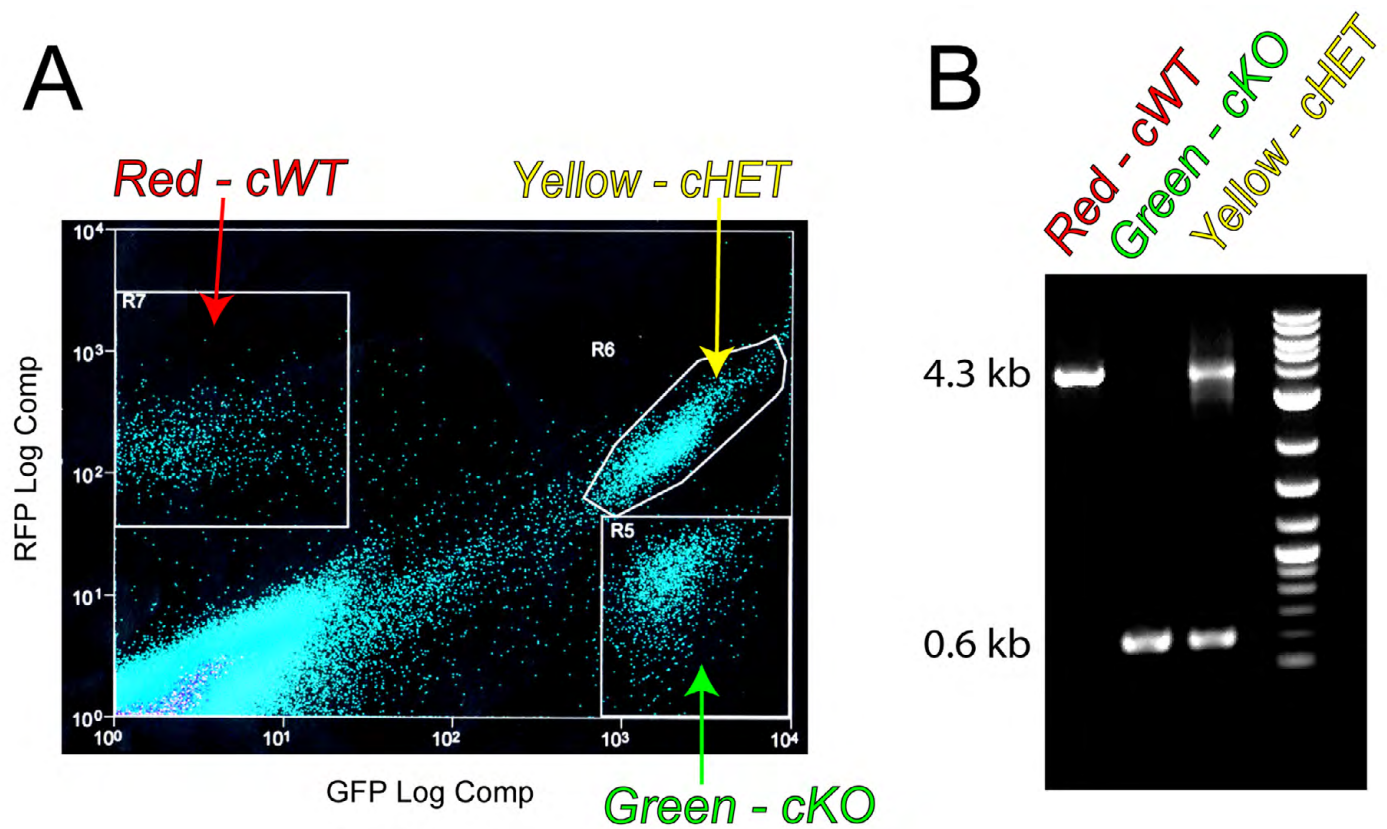 A
Red - cWT
Yellow - cHET
10⁴
10³
10²
10¹
10⁰
R7
R6
R5
10⁰
10¹
10²
10³
10⁴
RFP Log Comp
GFP Log Comp
Green - cKO
B
Red - cWT
Green - cKO
Yellow - cHET
4.3 kb
0.6 kb